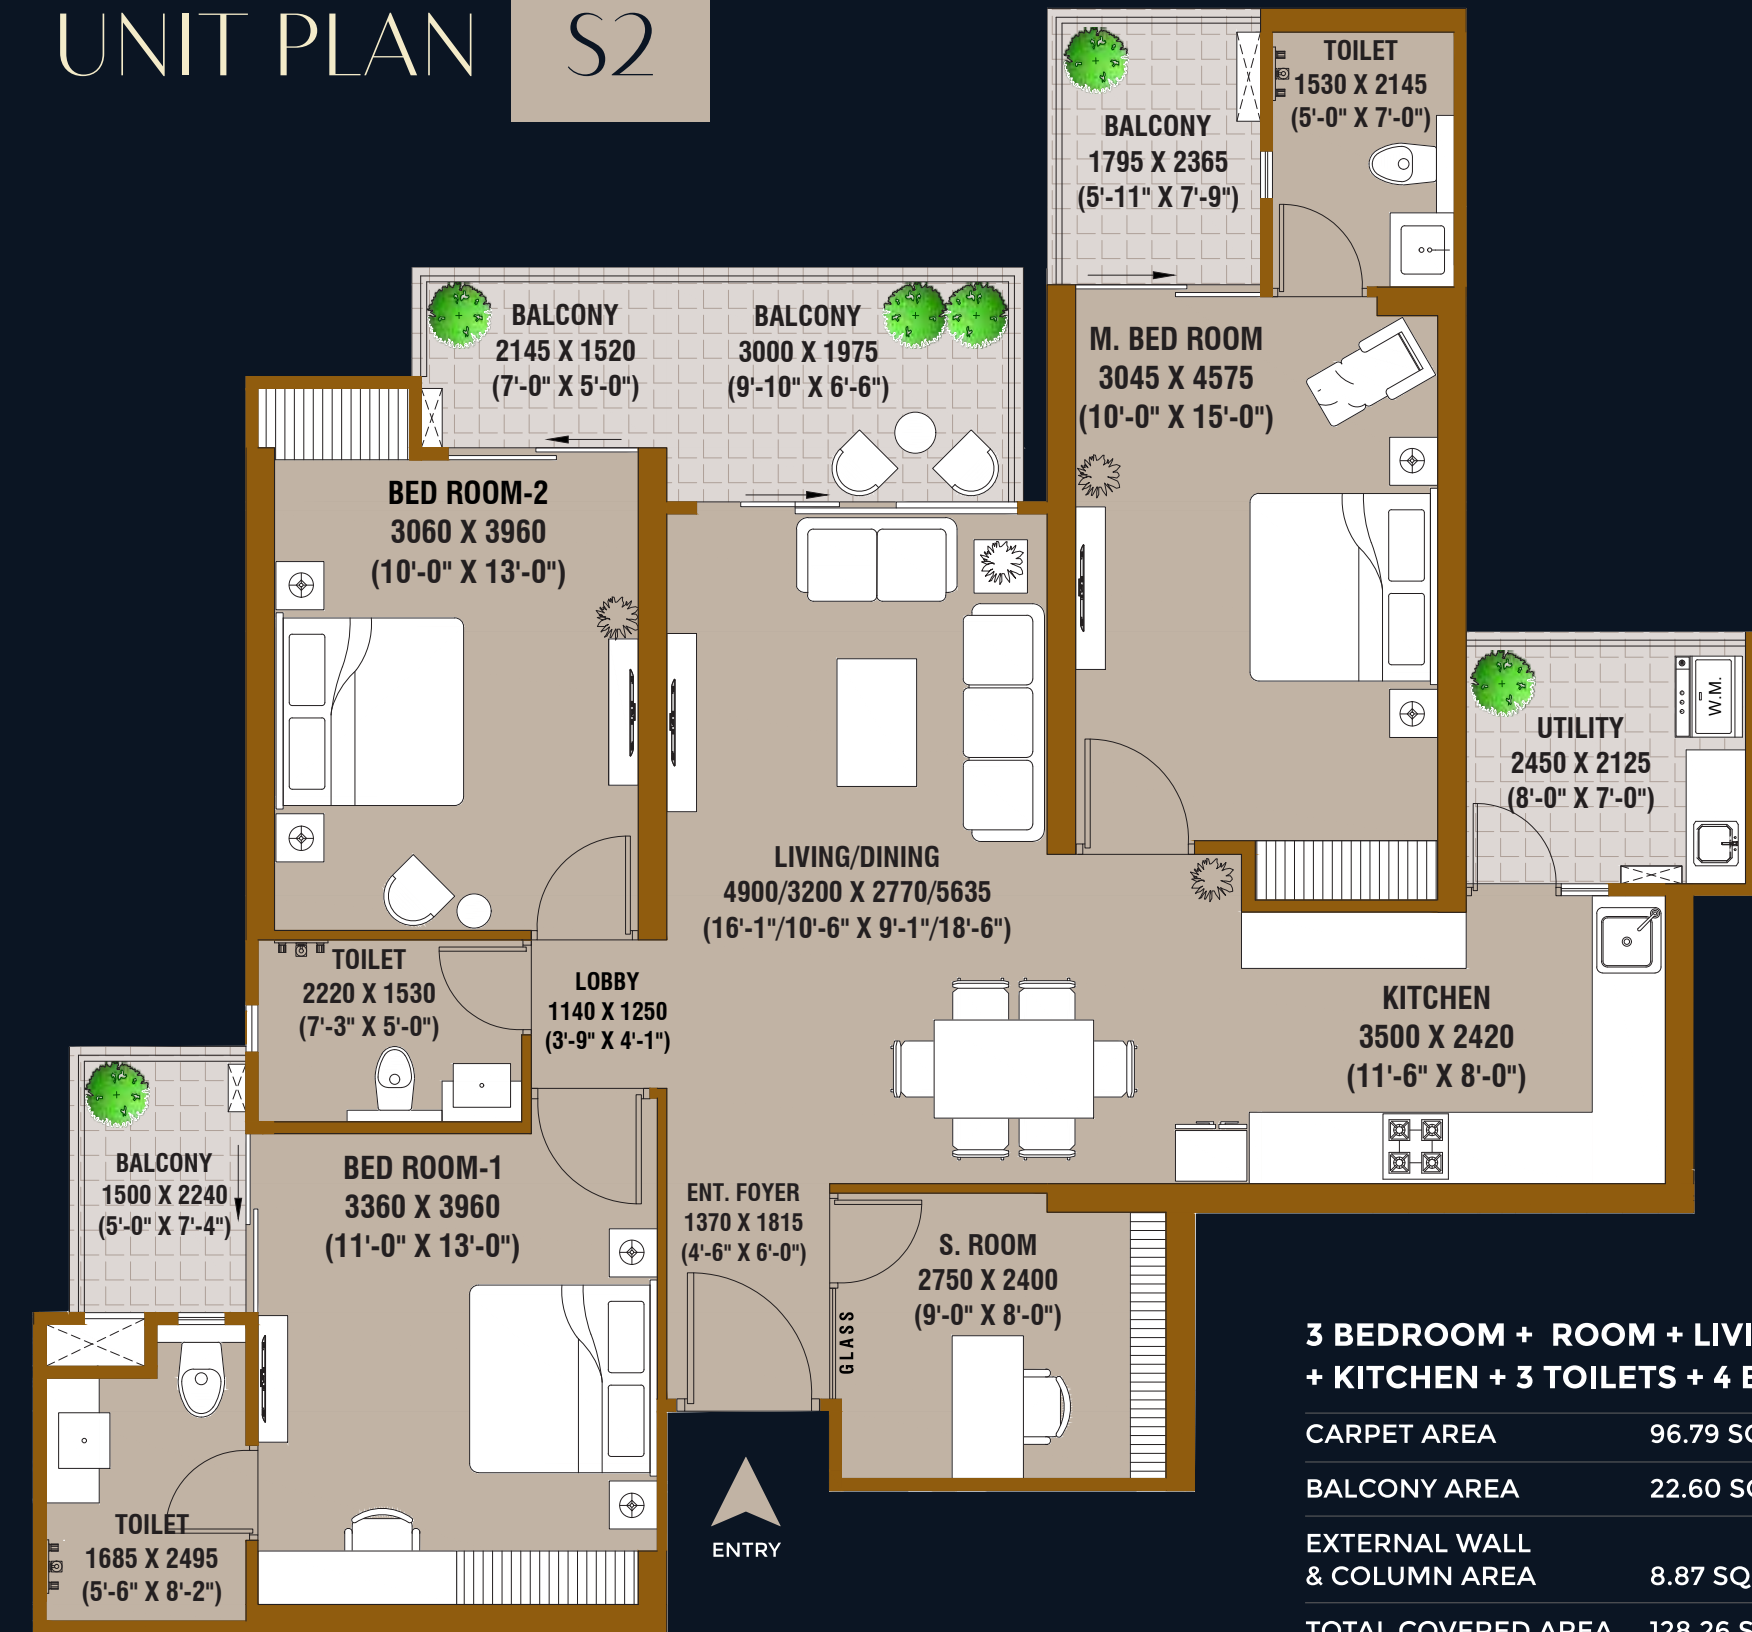 UNIT PLAN S2
TOILET
1530 X 2145
(5'-0" X 7'-0")
BALCONY
1795 X 2365
(5'-11" X 7'-9")
BALCONY
2145 X 1520
(7'-0" X 5'-0")
BALCONY
3000 X 1975
(9'-10" X 6'-6")
M. BED ROOM
3045 X 4575
(10'-0" X 15'-0")
BED ROOM-2
3060 X 3960
(10'-0" X 13'-0")
W.M.
UTILITY
2450 X 2125
(8'-0" X 7'-0")
LIVING/DINING
4900/3200 X 2770/5635
(16'-1"/10'-6" X 9'-1"/18'-6")
TOILET
2220 X 1530
(7'-3" X 5'-0")
LOBBY
1140 X 1250
(3'-9" X 4'-1")
KITCHEN
3500 X 2420
(11'-6" X 8'-0")
BALCONY
1500 X 2240
(5'-0" X 7'-4")
BED ROOM-1
3360 X 3960
(11'-0" X 13'-0")
ENT. FOYER
1370 X 1815
(4'-6" X 6'-0")
S. ROOM
2750 X 2400
(9'-0" X 8'-0")
GLASS
TOILET
1685 X 2495
(5'-6" X 8'-2")
ENTRY
3 BEDROOM + ROOM + LIVI
+ KITCHEN + 3 TOILETS + 4 B
CARPET AREA 96.79 SQ
BALCONY AREA 22.60 SQ
EXTERNAL WALL
& COLUMN AREA 8.87 SQ
TOTAL COVERED AREA 128.26 S